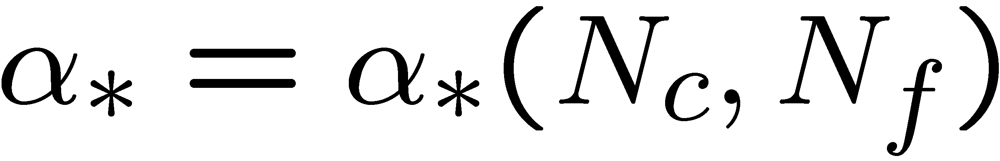 α∗ = α∗(Nc, Nf)